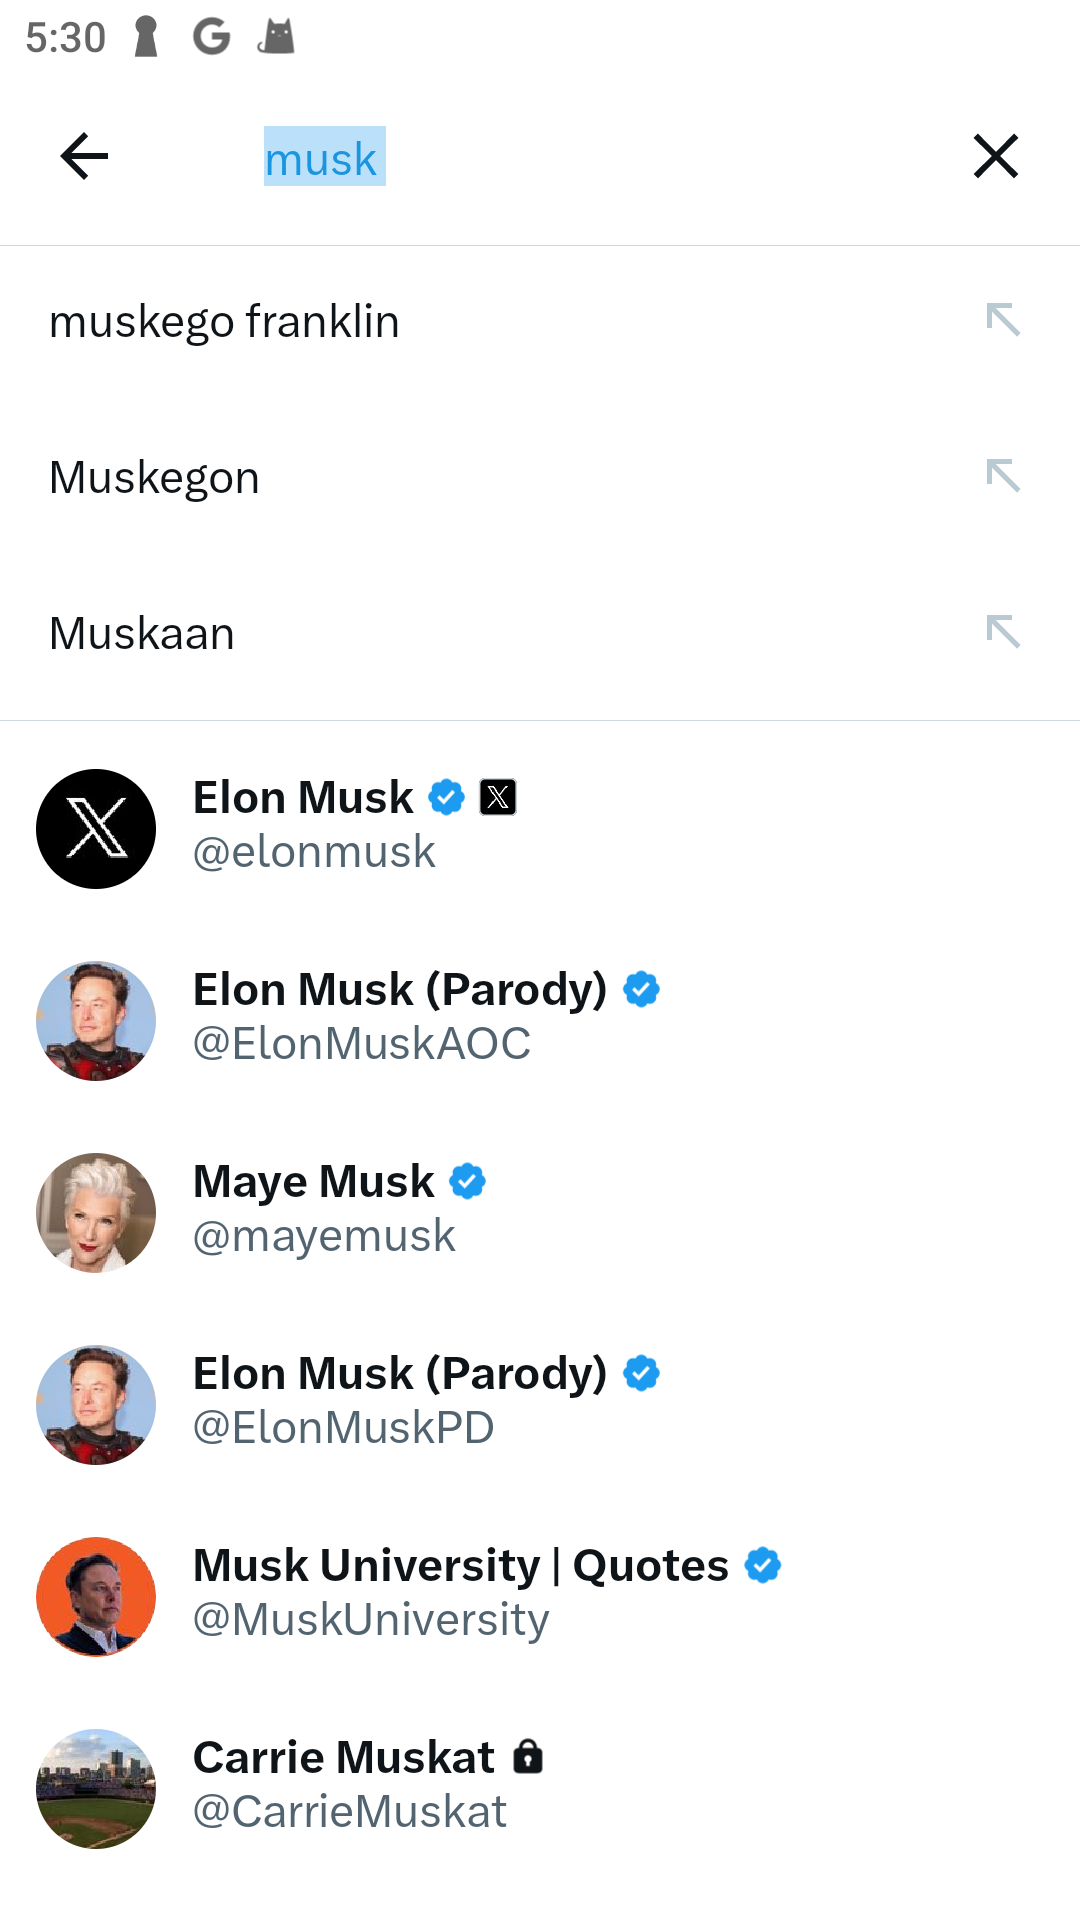 5:30
musk
muskego franklin
Muskegon
Muskaan
Elon Musk
@elonmusk
Elon Musk (Parody)
@ElonMuskAOC
Maye Musk
@mayemusk
Elon Musk (Parody)
@ElonMuskPD
Musk University | Quotes
@MuskUniversity
Carrie Muskat
@CarrieMuskat